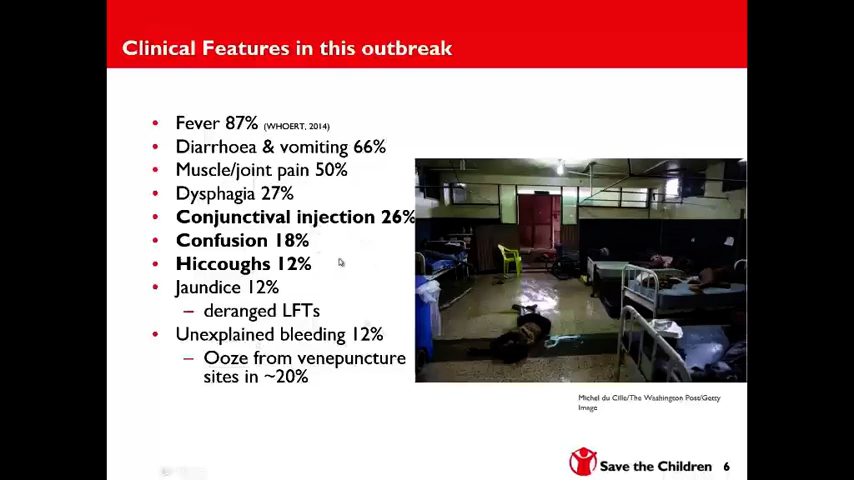 Clinical Features in this outbreak
• Fever 87% (WHOERT, 2014)
• Diarrhoea & vomiting 66%
• Muscle/joint pain 50%
• Dysphagia 27%
• Conjunctival injection 26%
• Confusion 18%
• Hiccoughs 12%
• Jaundice 12%
– deranged LFTs
• Unexplained bleeding 12%
– Ooze from venepuncture
sites in ~20%
Michel du Cille/The Washington Post/Getty
Image
Save the Children 6